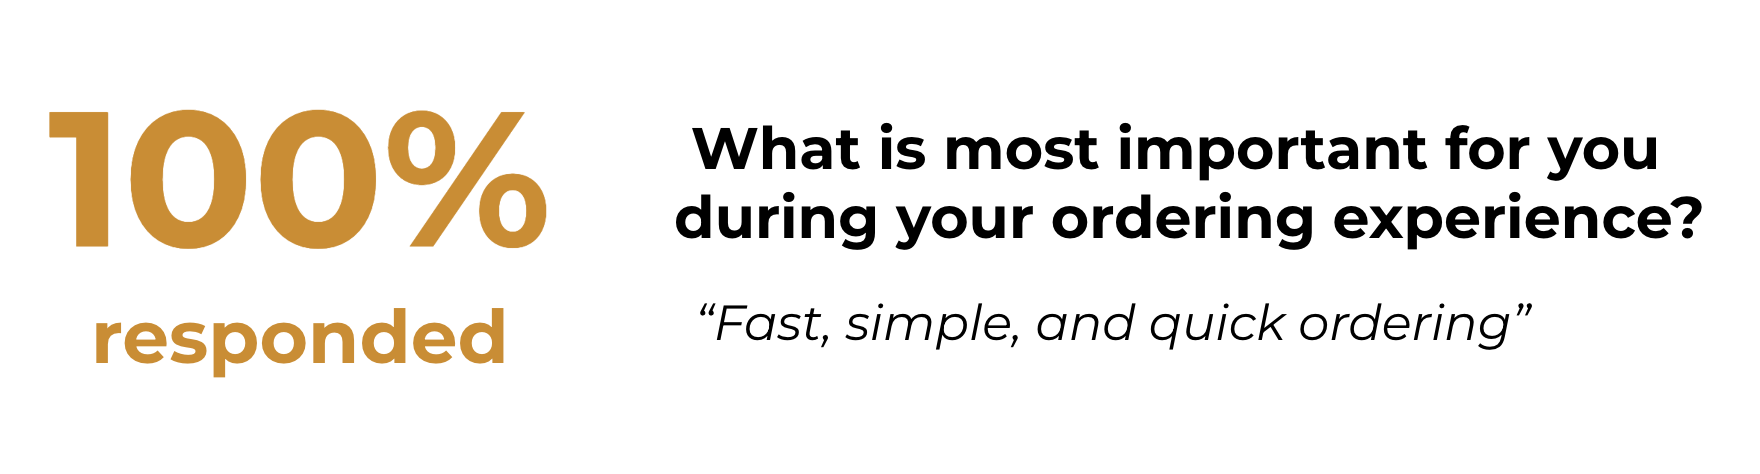 100%
responded
What is most important for you
during your ordering experience?
“Fast, simple, and quick ordering”